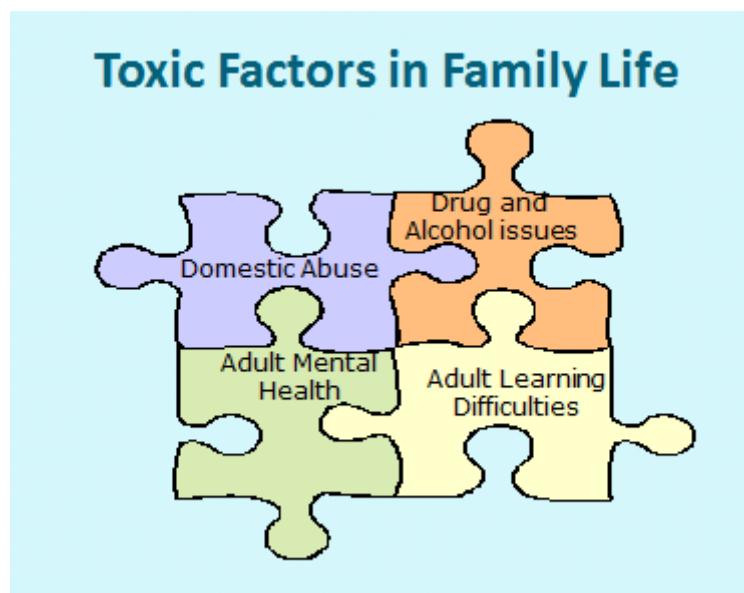 Toxic Factors in Family Life
Drug and
Alcohol issues
Domestic Abuse
Adult Mental
Health
Adult Learning
Difficulties